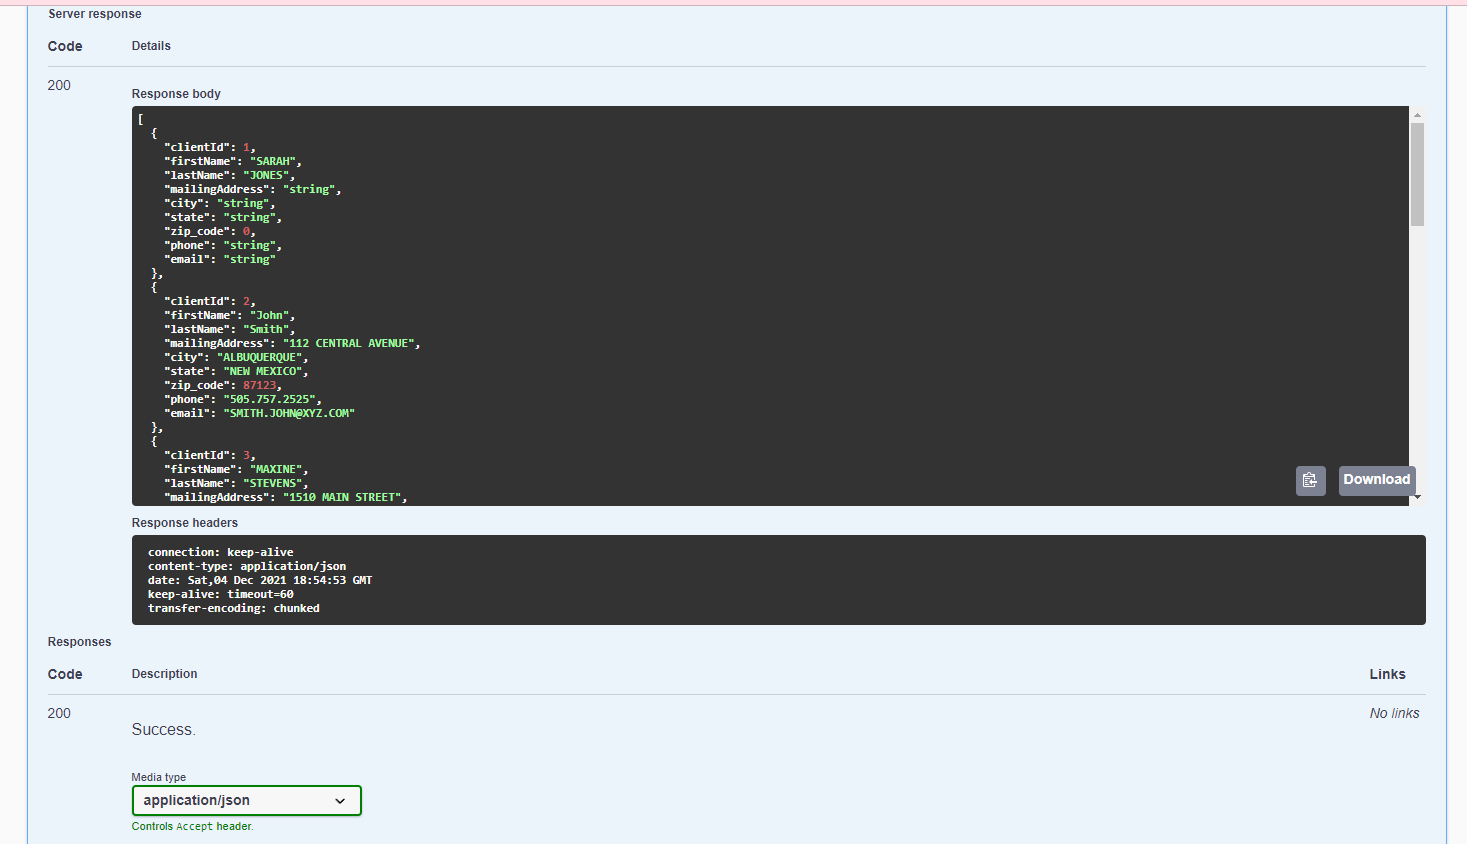 Server response
Code Details
200
Response body
[
  {
    "clientId": 1,
    "firstName": "SARAH",
    "lastName": "JONES",
    "mailingAddress": "string",
    "city": "string",
    "state": "string",
    "zip_code": 0,
    "phone": "string",
    "email": "string"
  },
  {
    "clientId": 2,
    "firstName": "John",
    "lastName": "Smith",
    "mailingAddress": "112 CENTRAL AVENUE",
    "city": "ALBUQUERQUE",
    "state": "NEW MEXICO",
    "zip_code": 87123,
    "phone": "505.757.2525",
    "email": "SMITH.JOHN@XYZ.COM"
  },
  {
    "clientId": 3,
    "firstName": "MAXINE",
    "lastName": "STEVENS",
    "mailingAddress": "1510 MAIN STREET",
Download
Response headers
connection: keep-alive
content-type: application/json
date: Sat,04 Dec 2021 18:54:53 GMT
keep-alive: timeout=60
transfer-encoding: chunked
Responses
Code Description Links
200 No links
Success.
Media type
application/json
Controls Accept header.